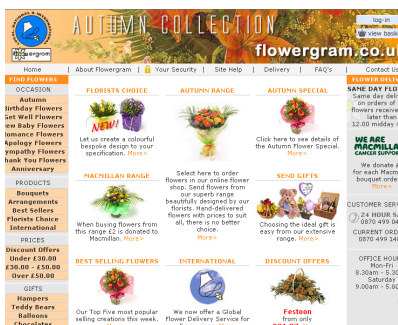 AUTUMN COLLECTION
log-in
view bask
flowergram.co.u
Home | About Flowergram | Your Security | Site Help | Delivery | FAQ's | Contact Us
FIND FLOWERS
OCCASION
Autumn
Birthday Flowers
Get Well Flowers
New Baby Flowers
Romance Flowers
Apology Flowers
Sympathy Flowers
Thank You Flowers
Anniversary
PRODUCTS
Bouquets
Arrangements
Best Sellers
Florists Choice
International
PRICES
Discount Offers
Under £30.00
£30.00 - £50.00
Over £50.00
GIFTS
Hampers
Teddy Bears
Balloons
Chocolates
FLORISTS CHOICE
NEW!
Let us create a colourful
bespoke design to your
specification. More>
AUTUMN RANGE
Select here to order
flowers in our online flower
shop. Send flowers from
our superb range
beautifully designed by our
florists. Hand-delivered
flowers with prices to suit
all, there is no better
choice.
More>
AUTUMN SPECIAL
Click here to see details of
the Autumn Flower Special.
More>
MACMILLAN RANGE
When buying flowers from
this range £2 is donated to
Macmillan. More>
SEND GIFTS
Choosing the ideal gift is
easy from our extensive
range. More>
BEST SELLING FLOWERS
Our Top Five most popular
selling creations this week.
INTERNATIONAL
We now offer a Global
Flower Delivery Service for
DISCOUNT OFFERS
Festoon
from only
FLOWER DELIV
SAME DAY FLO
Same day deliv
on orders of
flowers receive
later than
12.00 midday
WE ARE
MACMILLAN
CANCER SUPPOR
We donate
for each Macm
bouquet orde
More>
CUSTOMER SERV
24 HOUR SA
0870 499 04
CURRENT ORD
0870 499 14
OFFICE HOU
Mon-Fri
8.30am - 5.30
Saturday
9.00am - 5.00